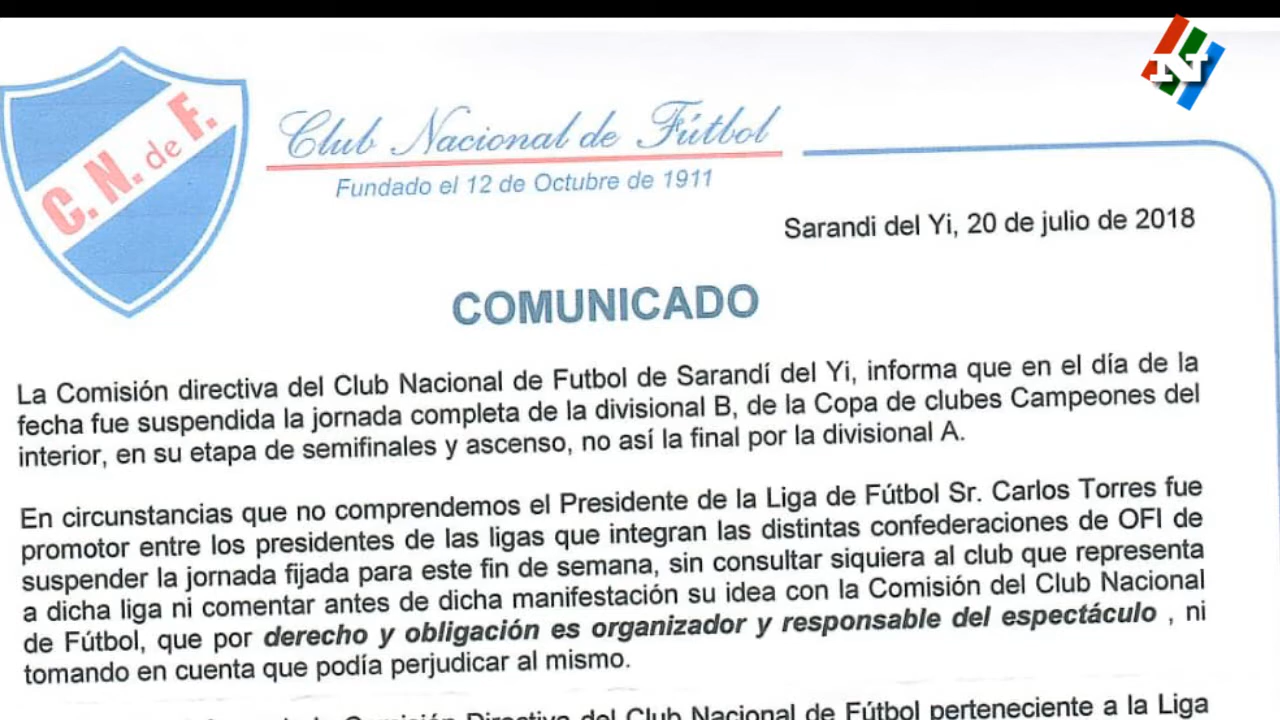 N
C. N. de F.
Club Nacional de Fútbol
Fundado el 12 de Octubre de 1911
Sarandi del Yi, 20 de julio de 2018
COMUNICADO
La Comisión directiva del Club Nacional de Futbol de Sarandí del Yi, informa que en el día de la
fecha fue suspendida la jornada completa de la divisional B, de la Copa de clubes Campeones del
interior, en su etapa de semifinales y ascenso, no así la final por la divisional A.
En circunstancias que no comprendemos el Presidente de la Liga de Fútbol Sr. Carlos Torres fue
promotor entre los presidentes de las ligas que integran las distintas confederaciones de OFI de
suspender la jornada fijada para este fin de semana, sin consultar siquiera al club que representa
a dicha liga ni comentar antes de dicha manifestación su idea con la Comisión del Club Nacional
de Fútbol, que por derecho y obligación es organizador y responsable del espectáculo , ni
tomando en cuenta que podía perjudicar al mismo.
Comisión Directiva del Club Nacional de Fútbol perteneciente a la Liga